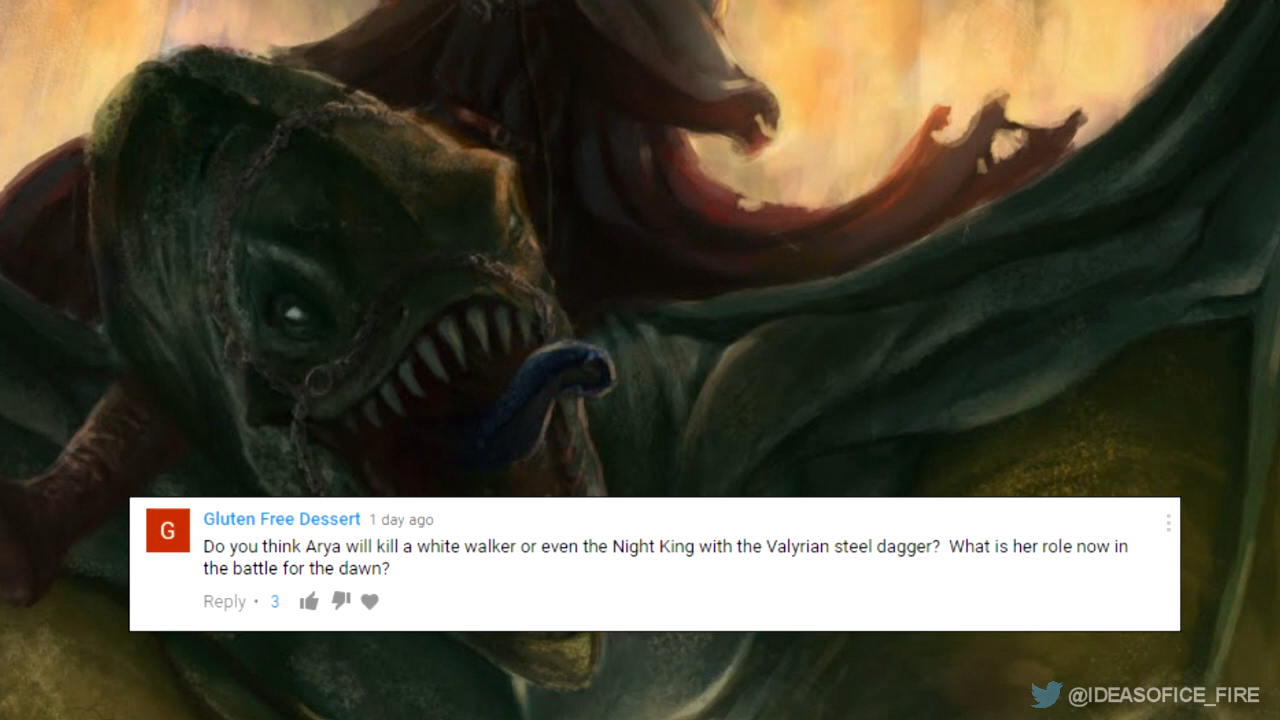 G
Gluten Free Dessert 1 day ago
Do you think Arya will kill a white walker or even the Night King with the Valyrian steel dagger?  What is her role now in
the battle for the dawn?
Reply • 3
@IDEASOFICE_FIRE